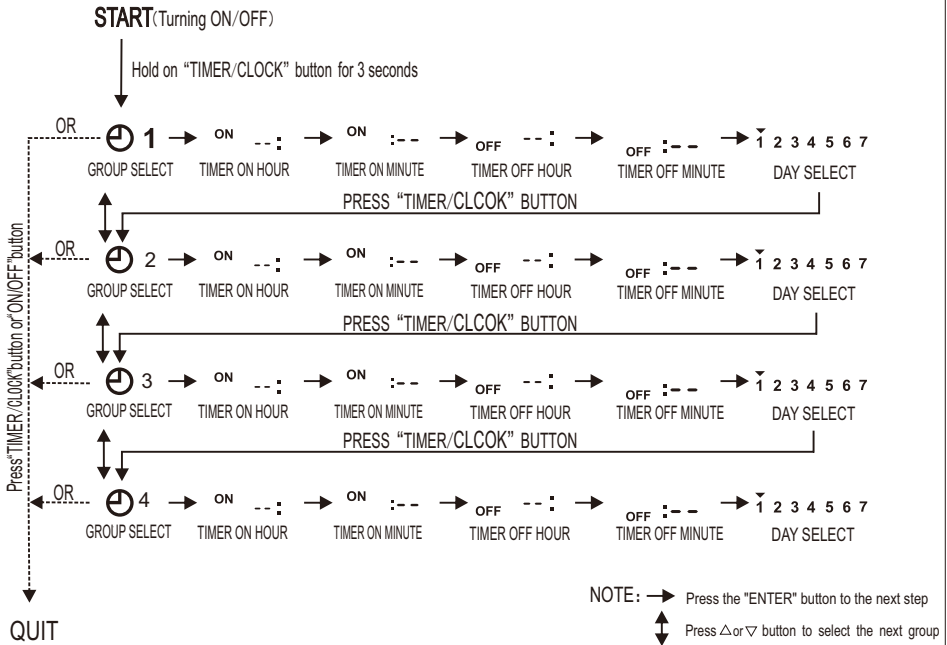 START(Turning ON/OFF)
Hold on “TIMER/CLOCK” button for 3 seconds
OR 1 ON --: ON :-- OFF --: OFF :-- 1 2 3 4 5 6 7
GROUP SELECT TIMER ON HOUR TIMER ON MINUTE TIMER OFF HOUR TIMER OFF MINUTE DAY SELECT
PRESS “TIMER/CLCOK” BUTTON
OR 2 ON --: ON :-- OFF --: OFF :-- 1 2 3 4 5 6 7
GROUP SELECT TIMER ON HOUR TIMER ON MINUTE TIMER OFF HOUR TIMER OFF MINUTE DAY SELECT
PRESS “TIMER/CLCOK” BUTTON
OR 3 ON --: ON :-- OFF --: OFF :-- 1 2 3 4 5 6 7
GROUP SELECT TIMER ON HOUR TIMER ON MINUTE TIMER OFF HOUR TIMER OFF MINUTE DAY SELECT
PRESS “TIMER/CLCOK” BUTTON
OR 4 ON --: ON :-- OFF --: OFF :-- 1 2 3 4 5 6 7
GROUP SELECT TIMER ON HOUR TIMER ON MINUTE TIMER OFF HOUR TIMER OFF MINUTE DAY SELECT
Press“TIMER/CLOCK”button or“ON/OFF”button
QUIT
NOTE: → Press the "ENTER" button to the next step
↕ Press △or▽ button to select the next group